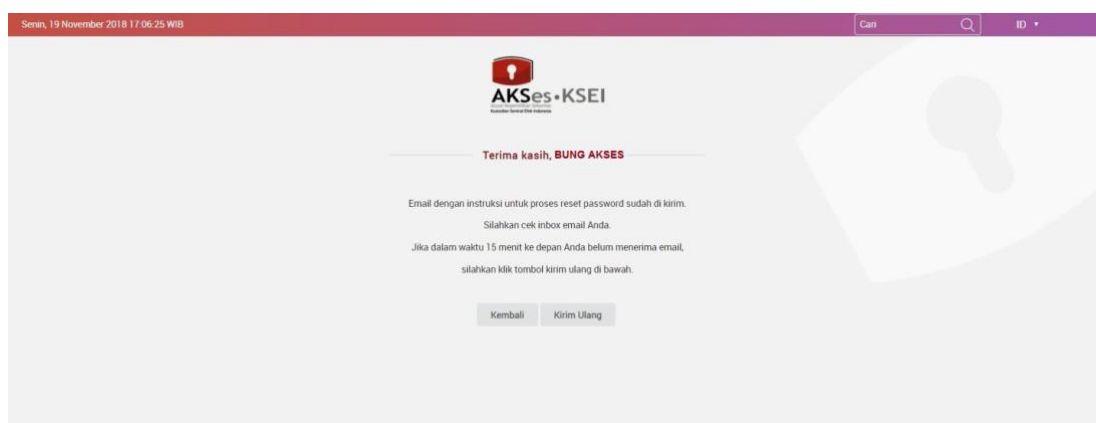 Senin, 19 November 2018 17:06:25 WIB
Cari
ID
AKSes•KSEI
Terima kasih, BUNG AKSES
Email dengan instruksi untuk proses reset password sudah di kirim.
Silahkan cek inbox email Anda.
Jika dalam waktu 15 menit ke depan Anda belum menerima email,
silahkan klik tombol kirim ulang di bawah.
Kembali
Kirim Ulang